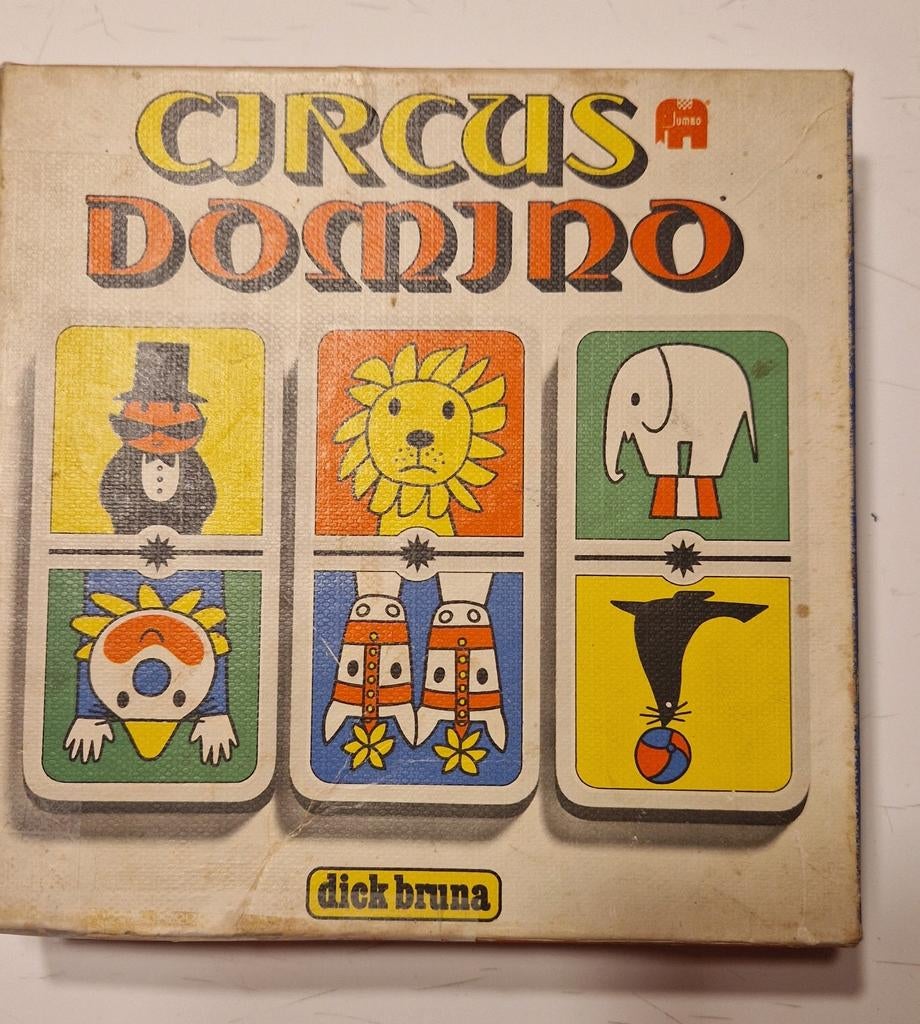 CIRCUS
Jumbo
DOMINO
dick bruna